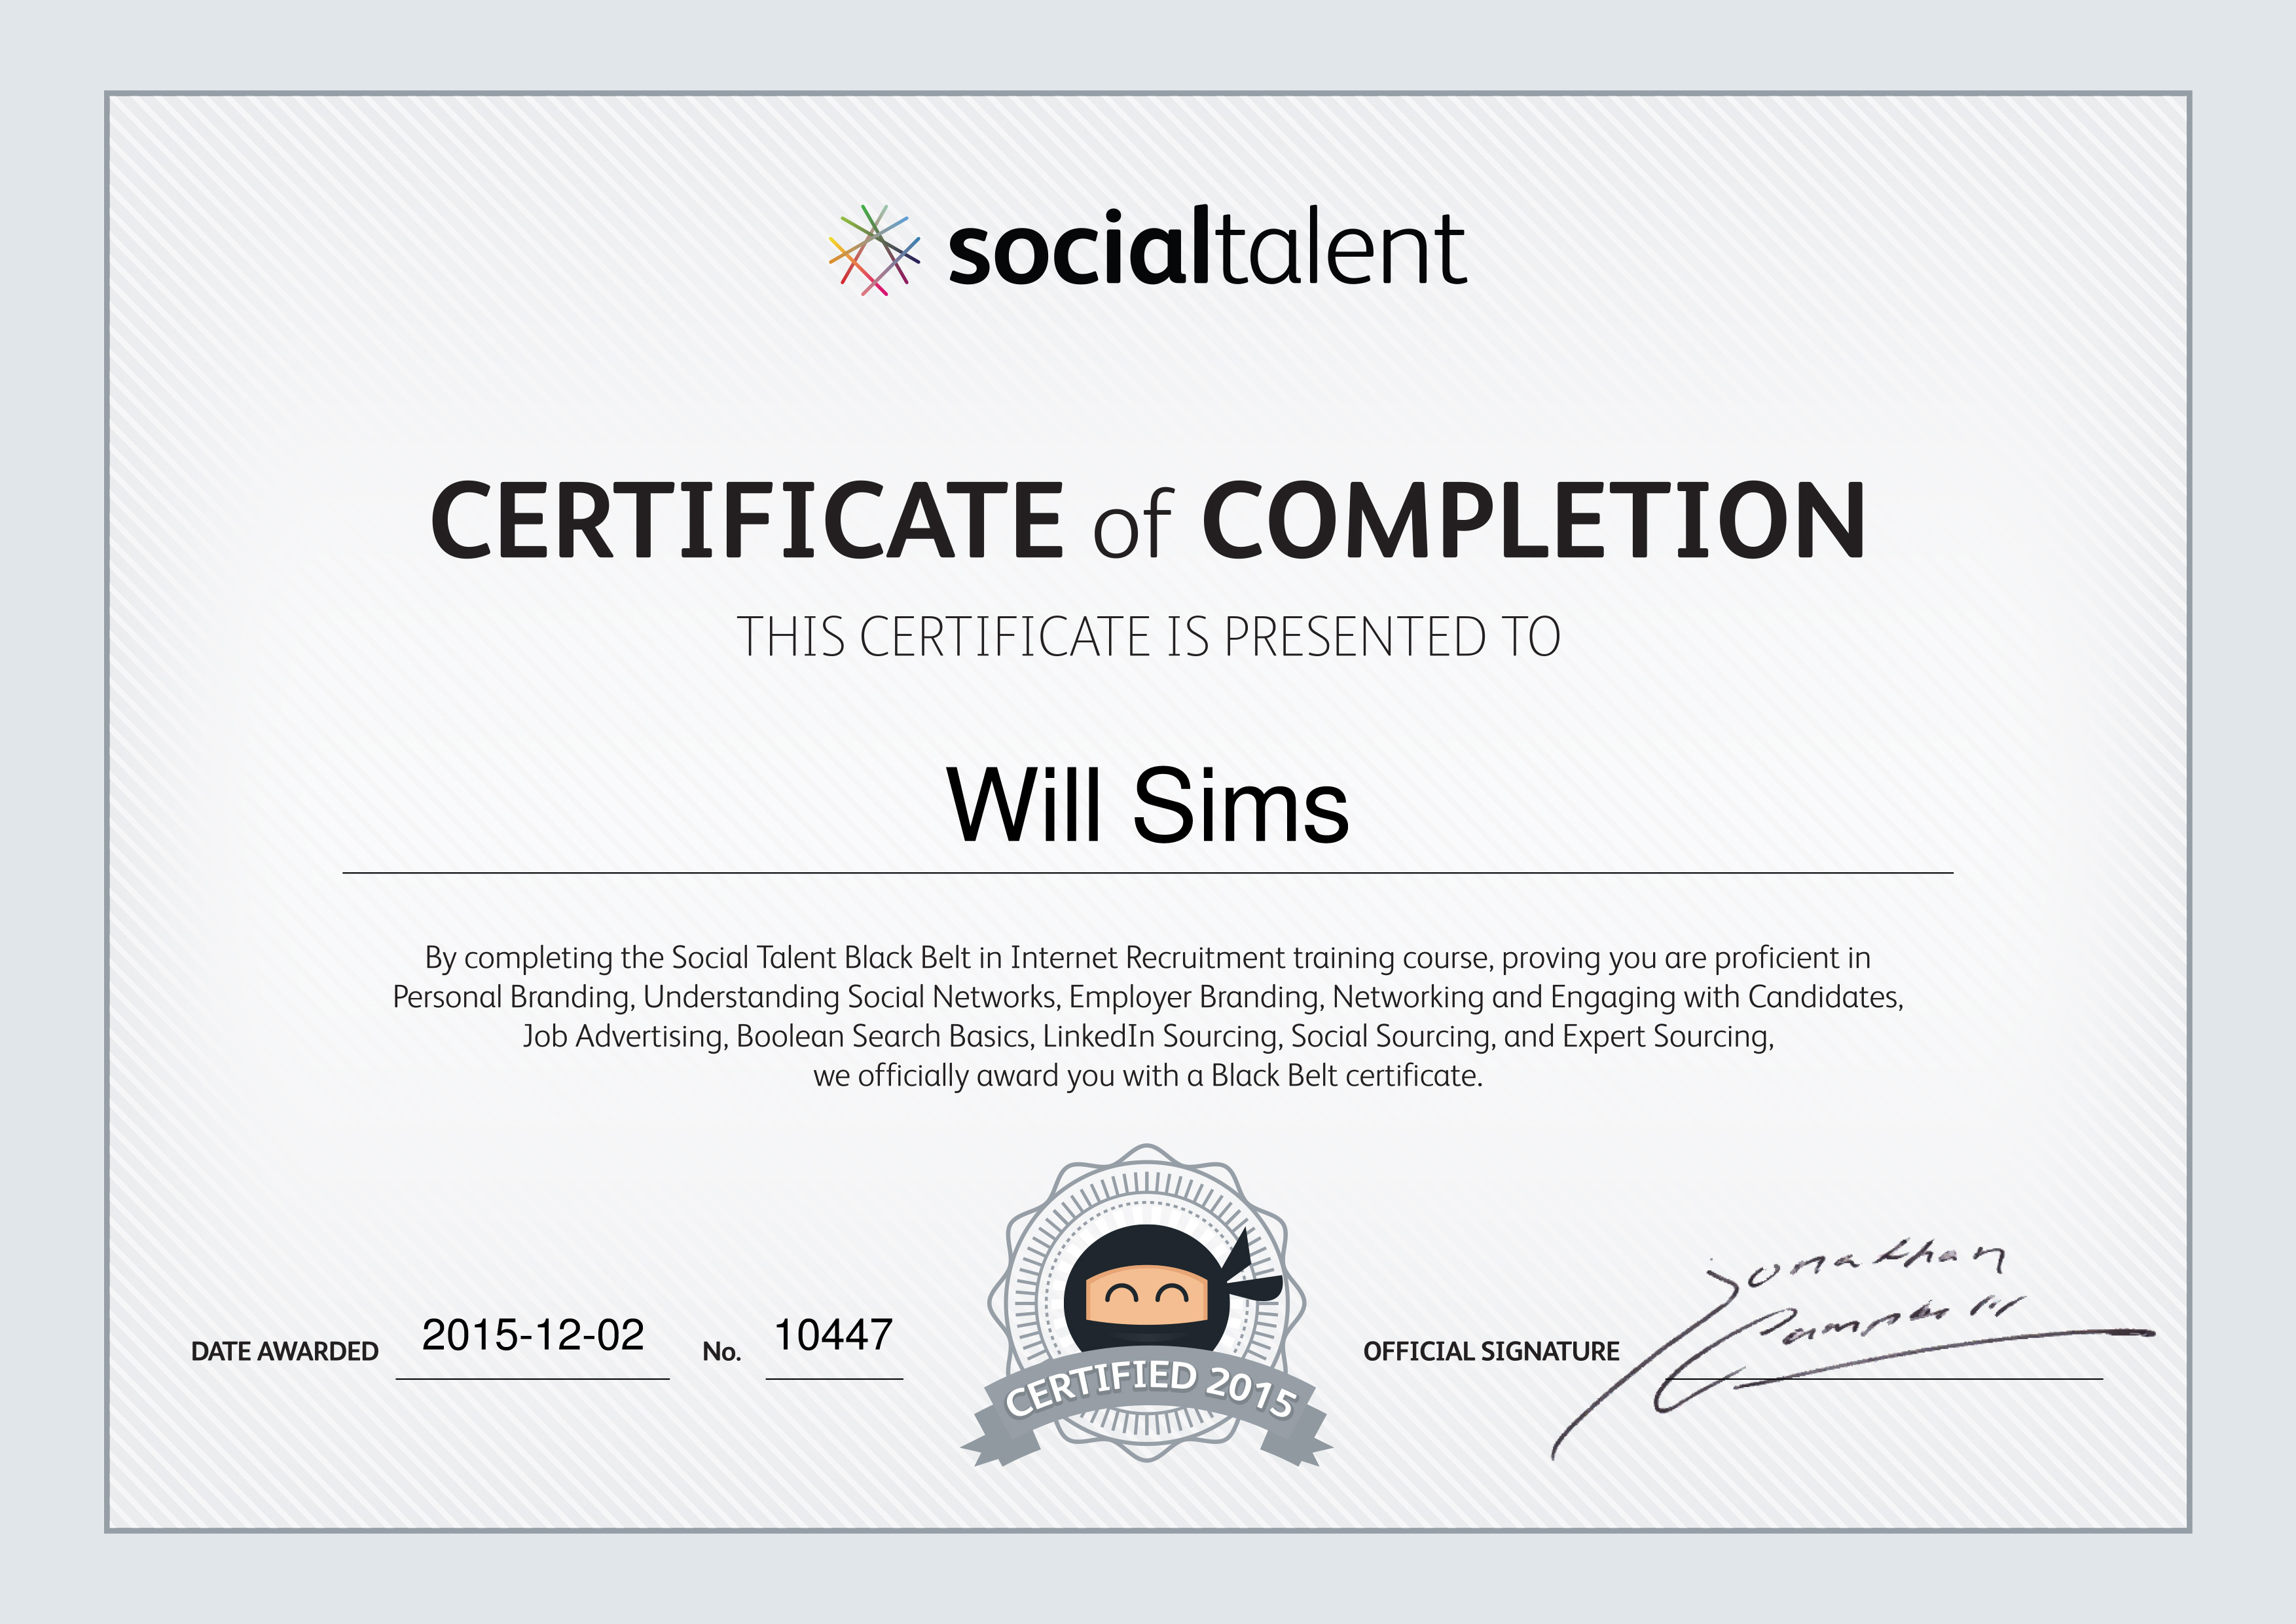 socialtalent
CERTIFICATE of COMPLETION
THIS CERTIFICATE IS PRESENTED TO
Will Sims
By completing the Social Talent Black Belt in Internet Recruitment training course, proving you are proficient in
Personal Branding, Understanding Social Networks, Employer Branding, Networking and Engaging with Candidates,
Job Advertising, Boolean Search Basics, LinkedIn Sourcing, Social Sourcing, and Expert Sourcing,
we officially award you with a Black Belt certificate.
DATE AWARDED 2015-12-02 No. 10447
CERTIFIED 2015
OFFICIAL SIGNATURE
Jonathan